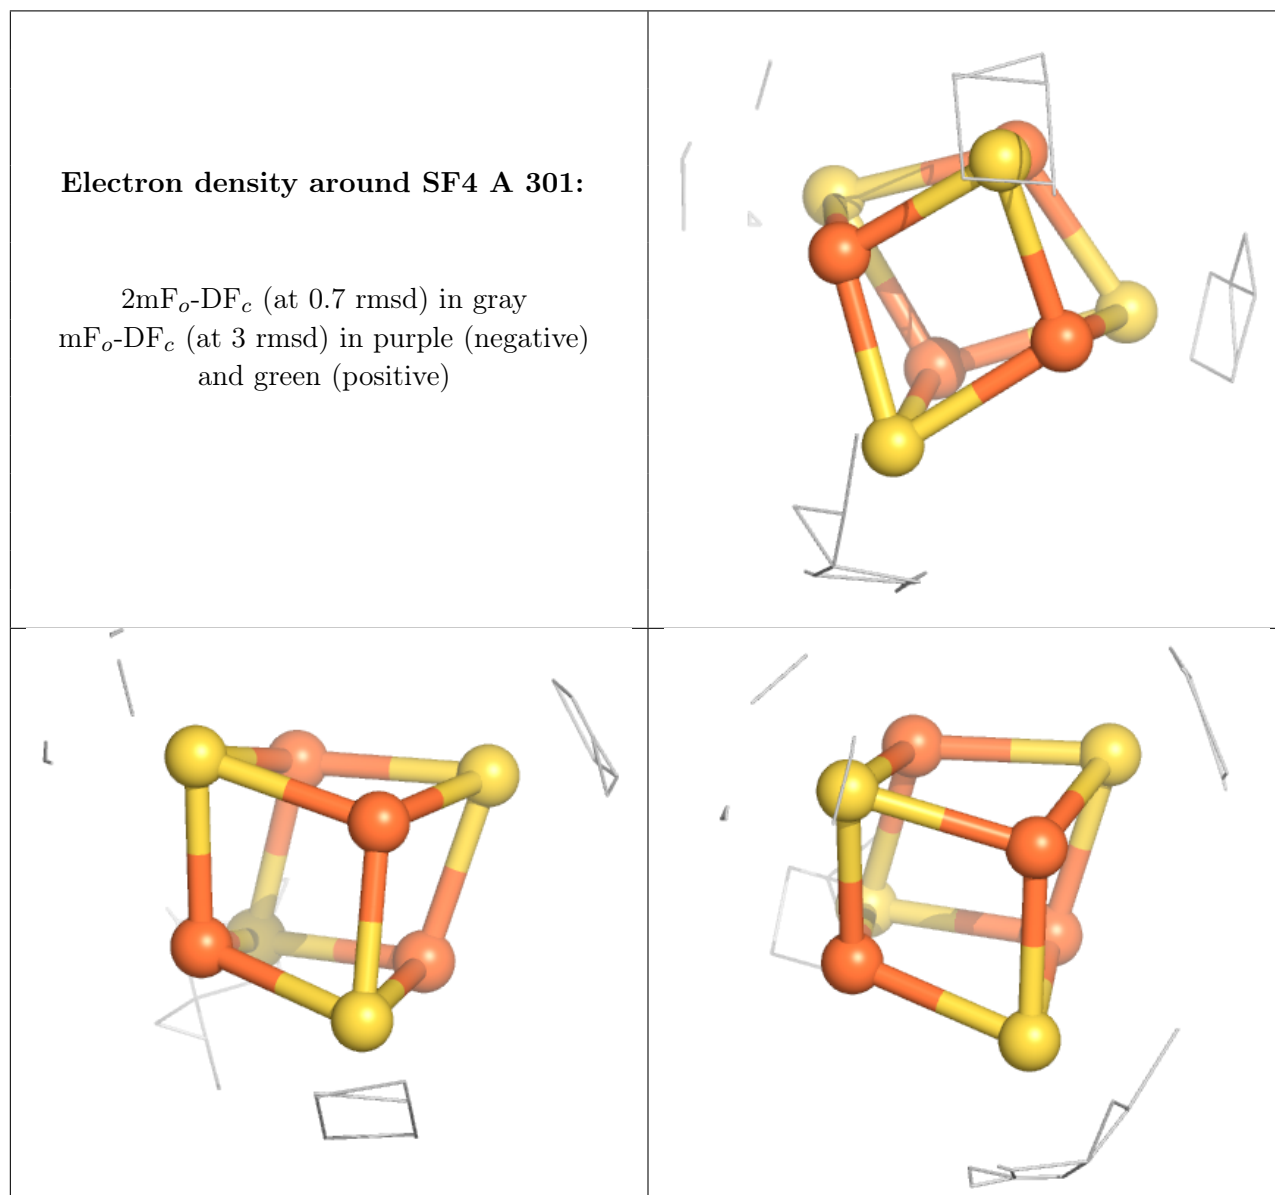 Electron density around SF4 A 301:
2mFo-DFc (at 0.7 rmsd) in gray
mFo-DFc (at 3 rmsd) in purple (negative)
and green (positive)